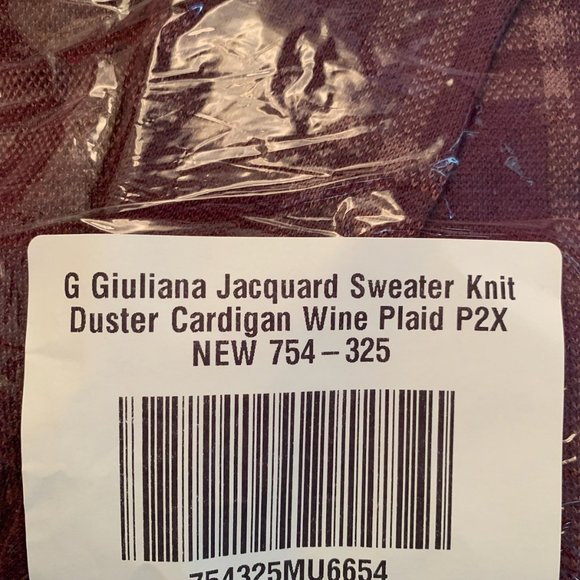 G Giuliana Jacquard Sweater Knit
Duster Cardigan Wine Plaid P2X
NEW 754-325
754325MU6654